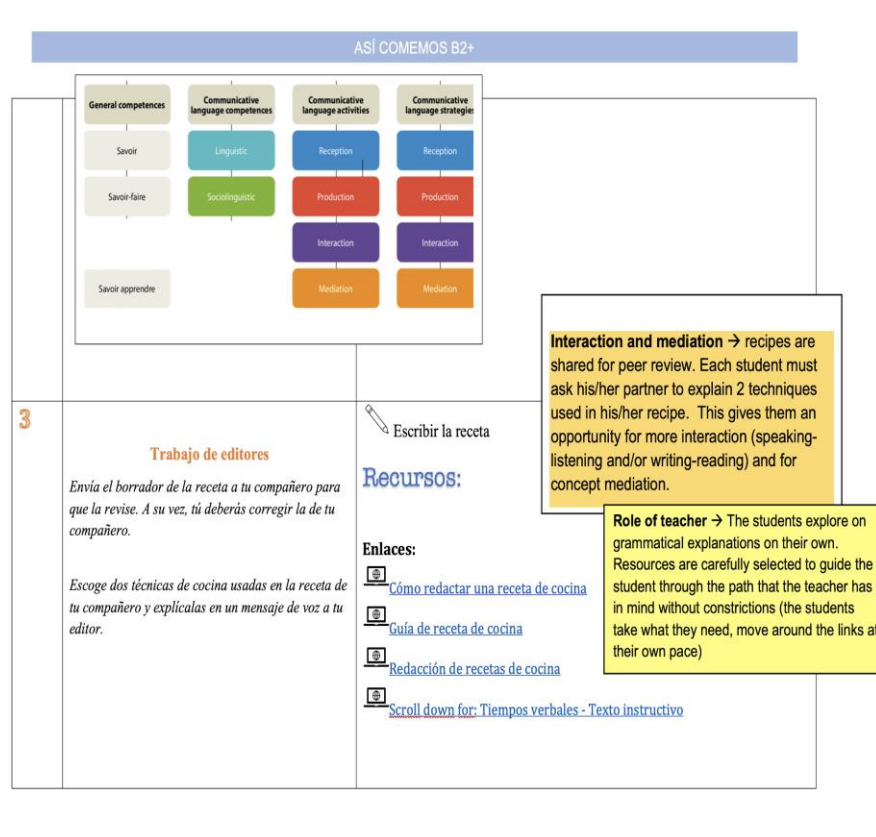 ASÍ COMEMOS B2+
General competences
Communicative
language competences
Communicative
language activities
Communicative
language strategies
Savoir
Linguistic
Reception
Reception
Savoir-faire
Sociolinguistic
Production
Production
Interaction
Interaction
Savoir apprendre
Mediation
Mediation
Interaction and mediation → recipes are
shared for peer review. Each student must
ask his/her partner to explain 2 techniques
used in his/her recipe. This gives them an
opportunity for more interaction (speaking-
listening and/or writing-reading) and for
concept mediation.
3
Trabajo de editores
Envía el borrador de la receta a tu compañero para
que la revise. A su vez, tú deberás corregir la de tu
compañero.
Escoge dos técnicas de cocina usadas en la receta de
tu compañero y explícalas en un mensaje de voz a tu
editor.
Escribir la receta
Recursos:
Enlaces:
Cómo redactar una receta de cocina
Guía de receta de cocina
Redacción de recetas de cocina
Scroll down for: Tiempos verbales - Texto instructivo
Role of teacher → The students explore on
grammatical explanations on their own.
Resources are carefully selected to guide the
student through the path that the teacher has
in mind without constrictions (the students
take what they need, move around the links at
their own pace)